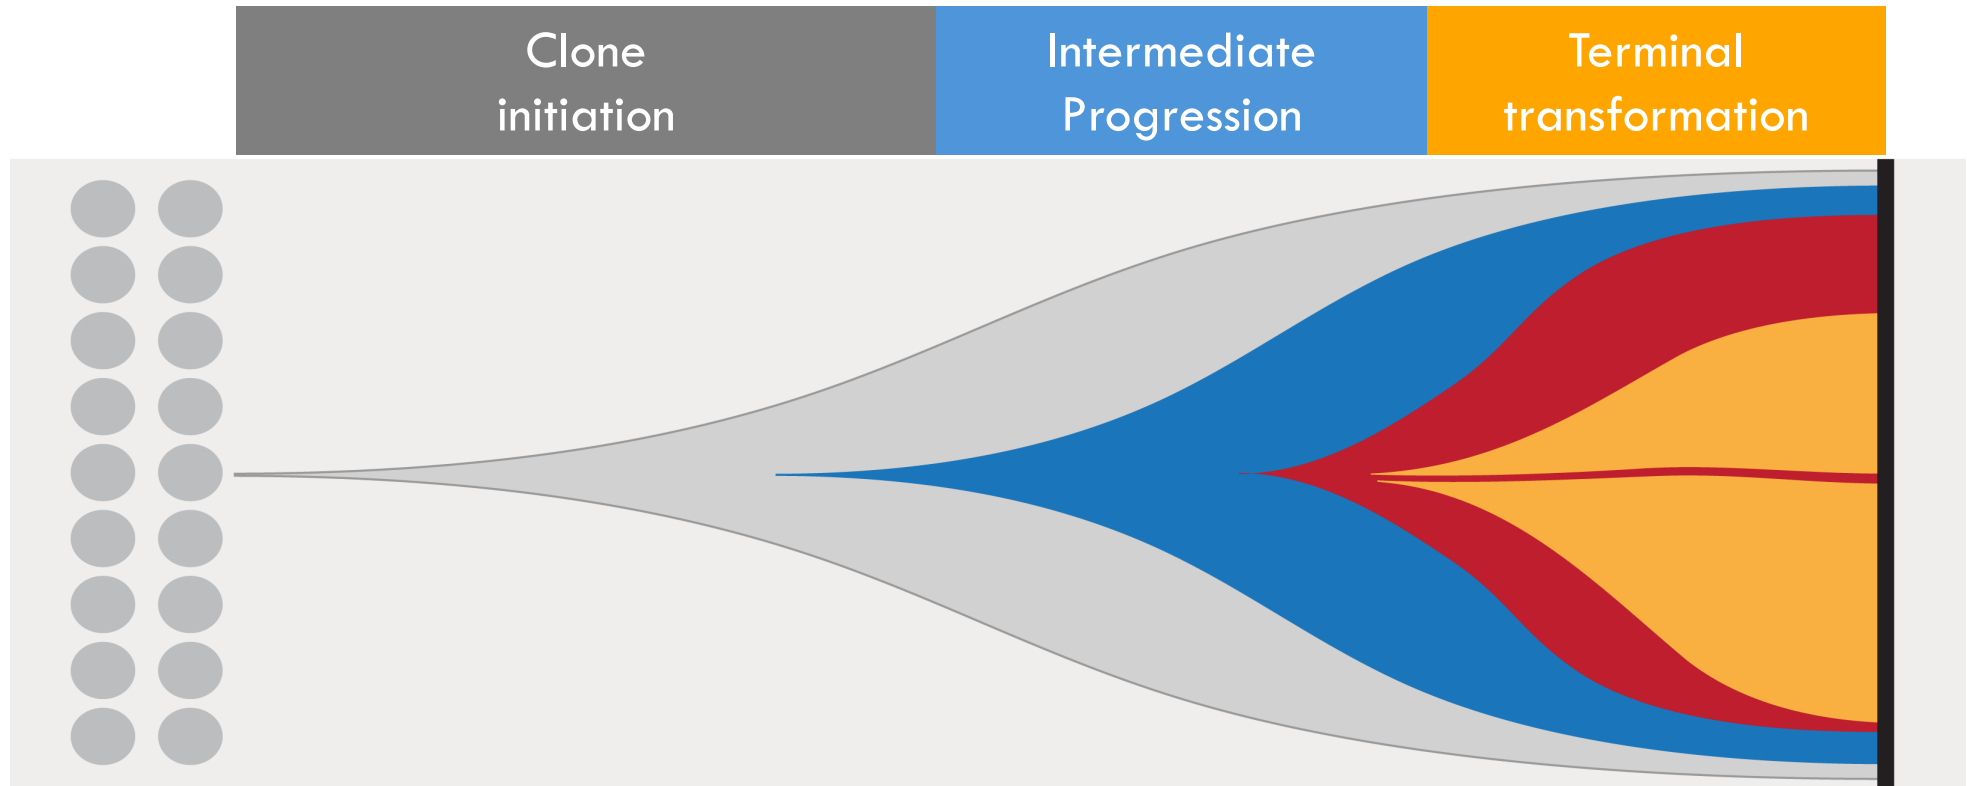 Clone
initiation
Intermediate
Progression
Terminal
transformation